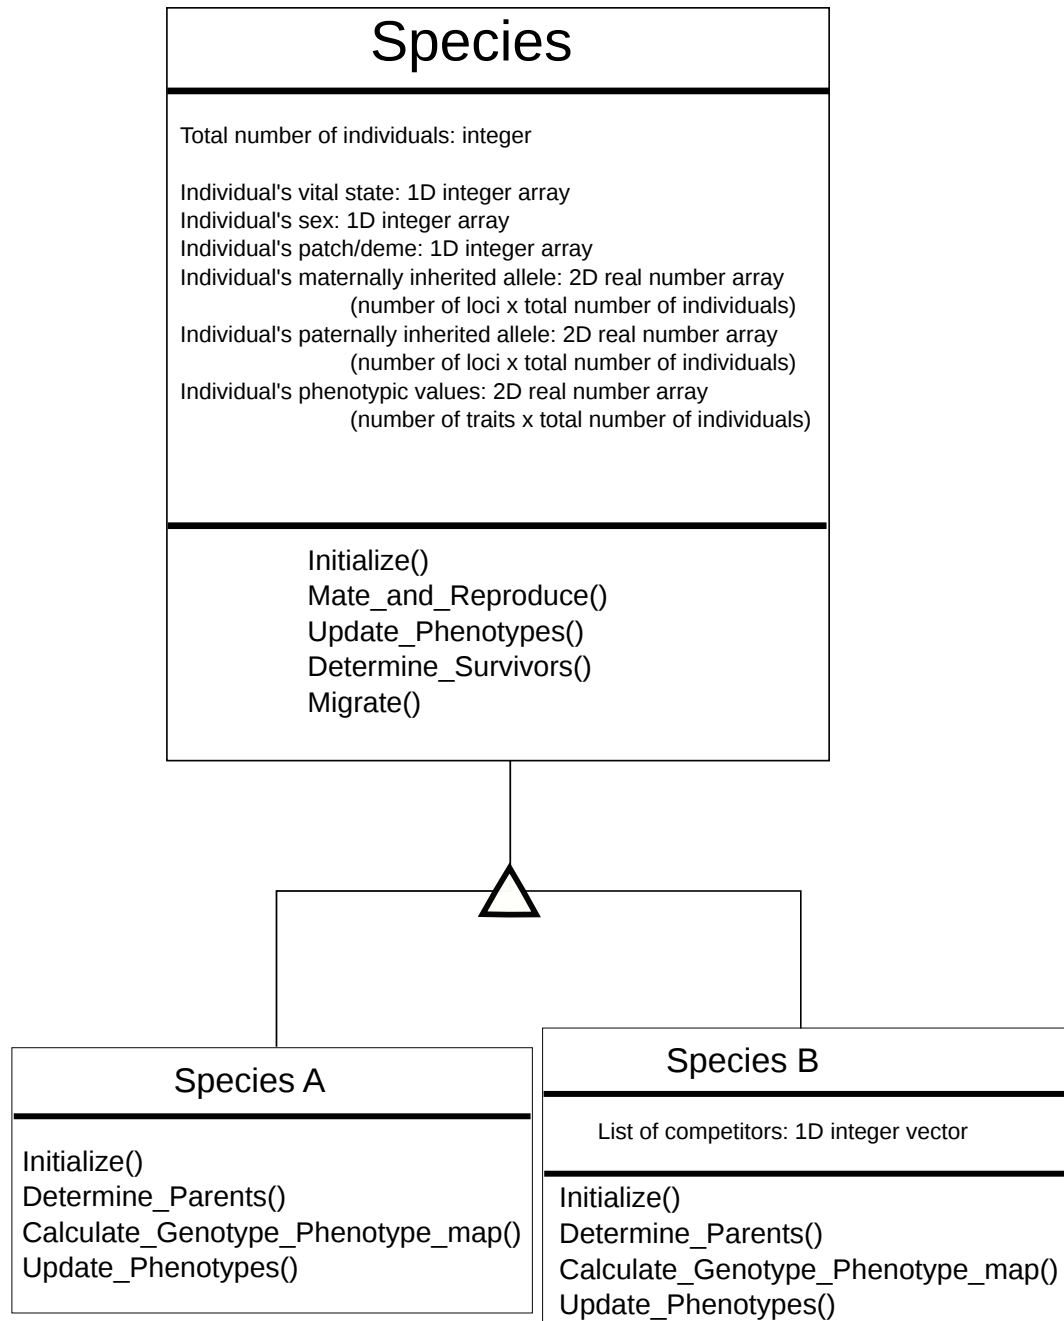 Species
Total number of individuals: integer
Individual's vital state: 1D integer array
Individual's sex: 1D integer array
Individual's patch/deme: 1D integer array
Individual's maternally inherited allele: 2D real number array
(number of loci x total number of individuals)
Individual's paternally inherited allele: 2D real number array
(number of loci x total number of individuals)
Individual's phenotypic values: 2D real number array
(number of traits x total number of individuals)
Initialize()
Mate_and_Reproduce()
Update_Phenotypes()
Determine_Survivors()
Migrate()
Species A
Initialize()
Determine_Parents()
Calculate_Genotype_Phenotype_map()
Update_Phenotypes()
Species B
List of competitors: 1D integer vector
Initialize()
Determine_Parents()
Calculate_Genotype_Phenotype_map()
Update_Phenotypes()